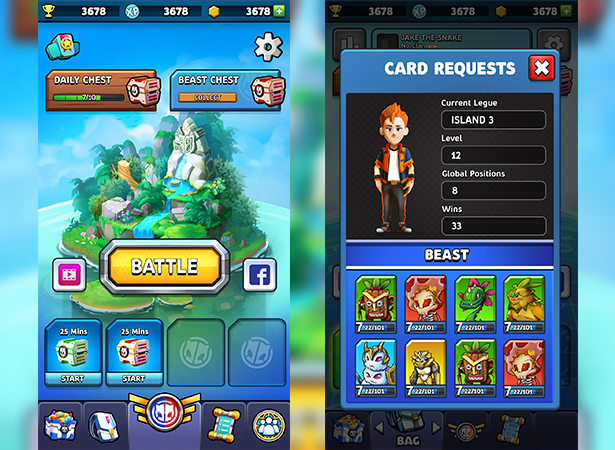 3678 3678 3678
DAILY CHEST
7/10
BEAST CHEST
COLLECT
BATTLE
25 Mins
START
25 Mins
START
3678 3678 3678
JAKE THE SNAKE
CARD REQUESTS
Current Legue
ISLAND 3
Level
12
Global Positions
8
Wins
33
BEAST
7 22/101 7 22/101 7 22/101 7 22/101
7 22/101 7 22/101 7 22/101 7 22/101
BAG